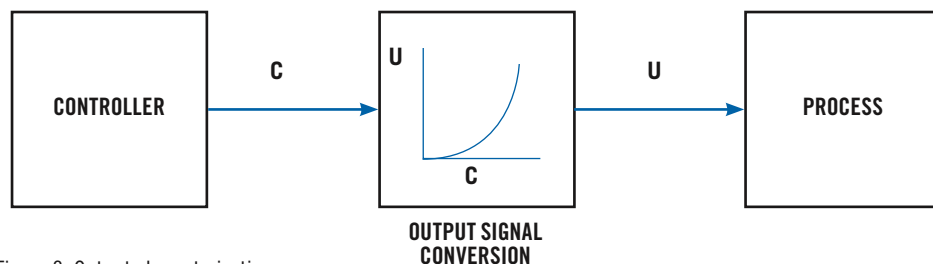 C
U
U
CONTROLLER
PROCESS
C
OUTPUT SIGNAL
CONVERSION